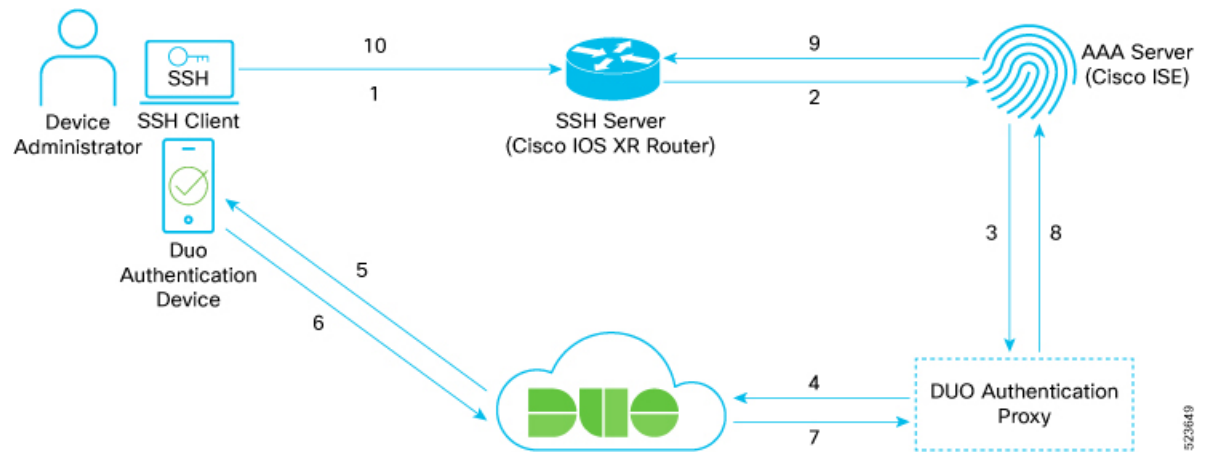 10
1
9
2
AAA Server
(Cisco ISE)
SSH
Device
Administrator
SSH Client
SSH Server
(Cisco IOS XR Router)
3
8
Duo
Authentication
Device
5
6
DUO
4
7
DUO Authentication
Proxy
523649